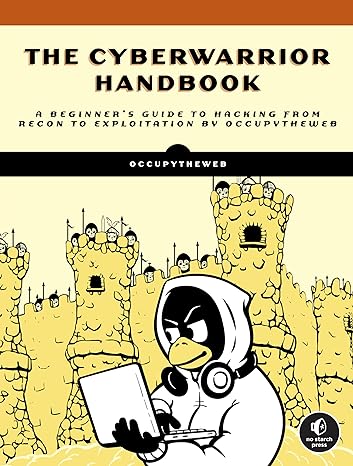 THE CYBERWARRIOR
HANDBOOK
A BEGINNER'S GUIDE TO HACKING FROM
RECON TO EXPLOITATION BY OCCUPYTHEWEB
OCCUPYTHEWEB
no starch
press